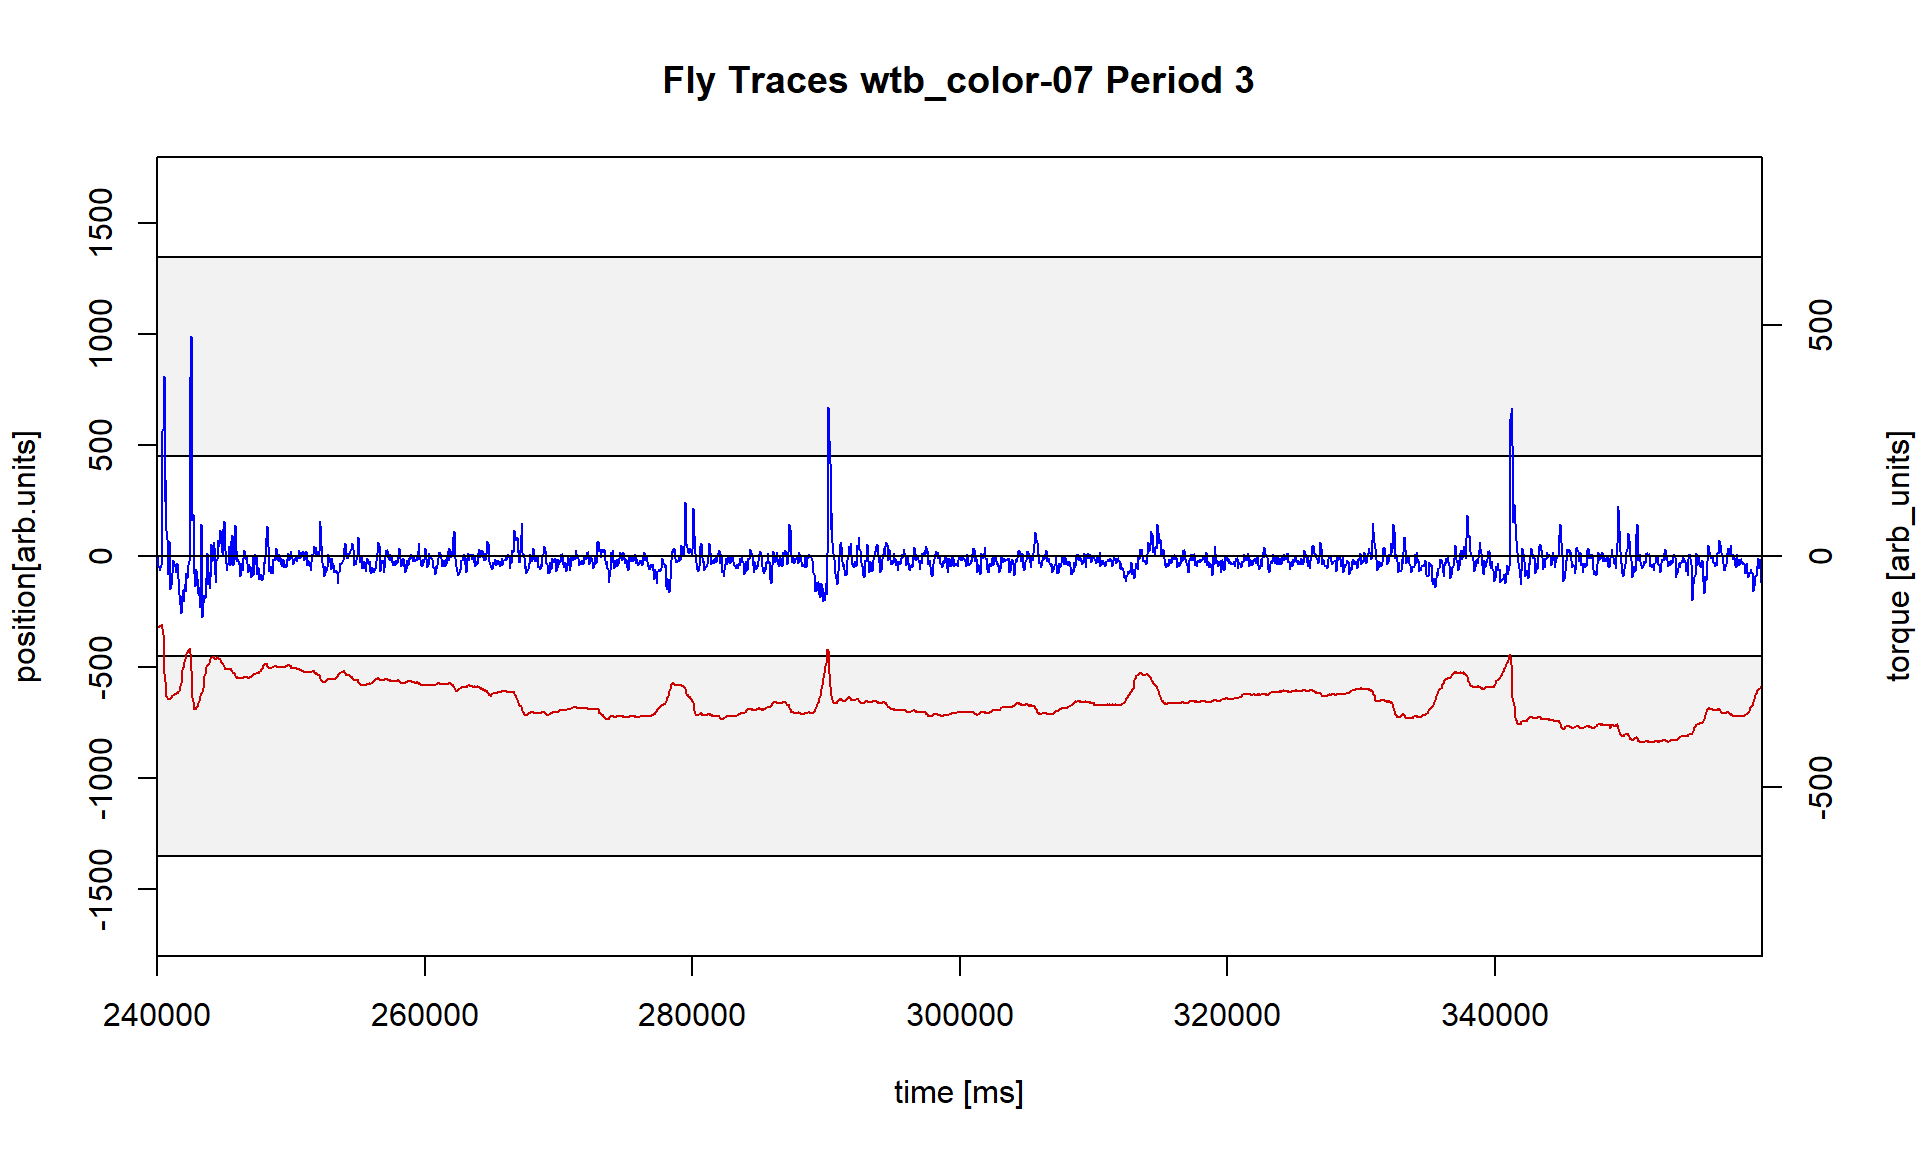 Fly Traces wtb_color-07 Period 3
position[arb.units]
1500
1000
500
0
-500
-1000
-1500
500
0
-500
torque [arb_units]
240000 260000 280000 300000 320000 340000
time [ms]